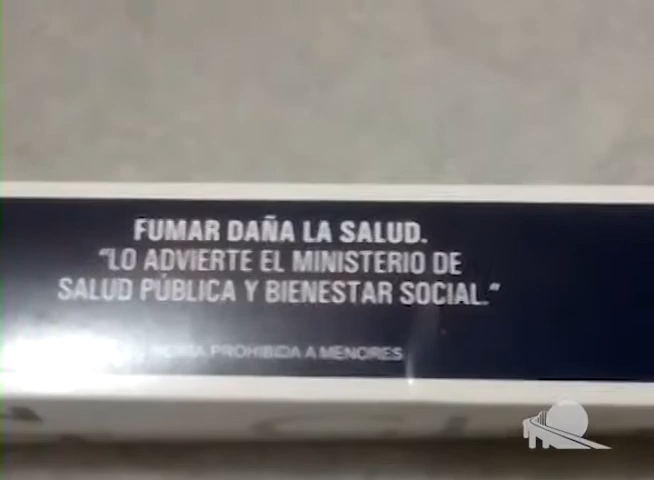 FUMAR DAÑA LA SALUD.
"LO ADVIERTE EL MINISTERIO DE
SALUD PÚBLICA Y BIENESTAR SOCIAL."
PROHIBIDA A MENORES